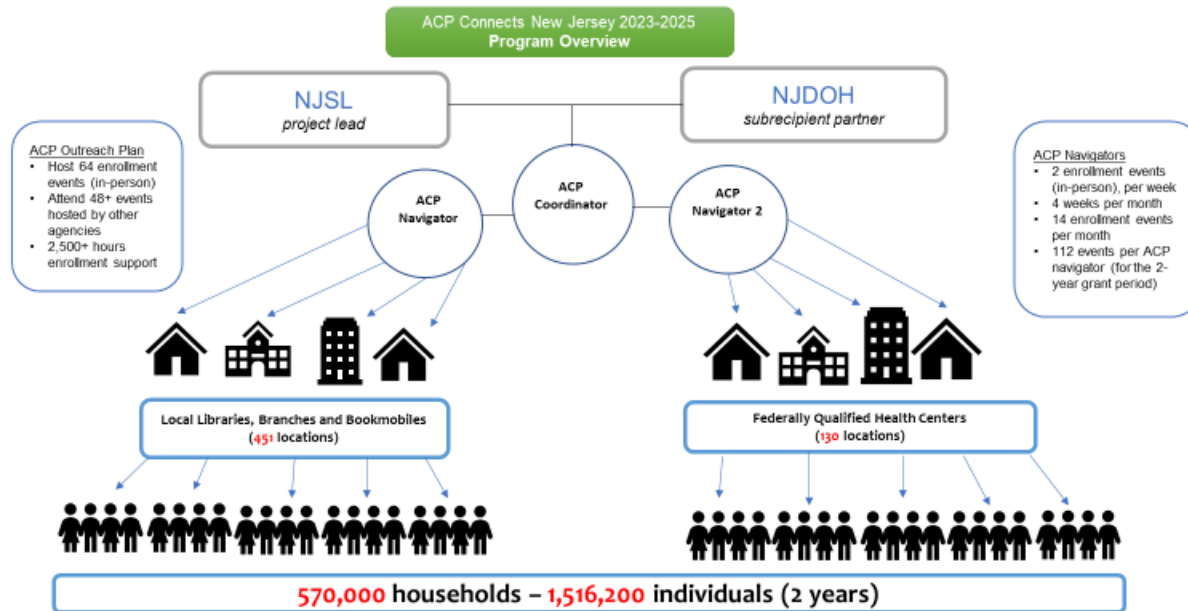 ACP Connects New Jersey 2023-2025
Program Overview
NJSL
project lead
NJDOH
subrecipient partner
ACP Outreach Plan
• Host 64 enrollment
events (in-person)
• Attend 48+ events
hosted by other
agencies
• 2,500+ hours
enrollment support
ACP
Navigator
ACP
Coordinator
ACP
Navigator 2
ACP Navigators
• 2 enrollment events
(in-person), per week
• 4 weeks per month
• 14 enrollment events
per month
• 112 events per ACP
navigator (for the 2-
year grant period)
Local Libraries, Branches and Bookmobiles
(451 locations)
Federally Qualified Health Centers
(130 locations)
570,000 households – 1,516,200 individuals (2 years)